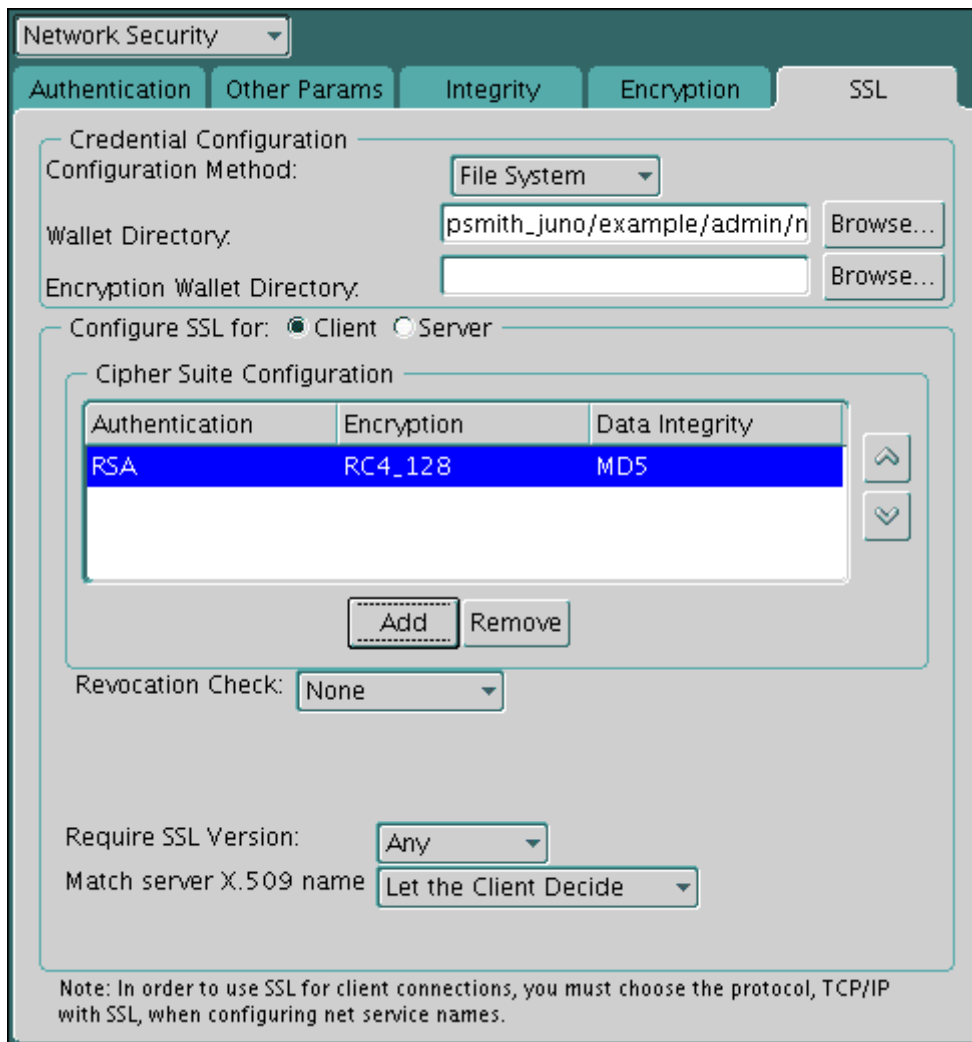 Network Security
Authentication Other Params Integrity Encryption SSL
Credential Configuration
Configuration Method: File System
Wallet Directory: psmith_juno/example/admin/n Browse...
Encryption Wallet Directory: Browse...
Configure SSL for: Client Server
Cipher Suite Configuration
Authentication Encryption Data Integrity
RSA RC4_128 MD5
Add Remove
Revocation Check: None
Require SSL Version: Any
Match server X.509 name Let the Client Decide
Note: In order to use SSL for client connections, you must choose the protocol, TCP/IP
with SSL, when configuring net service names.